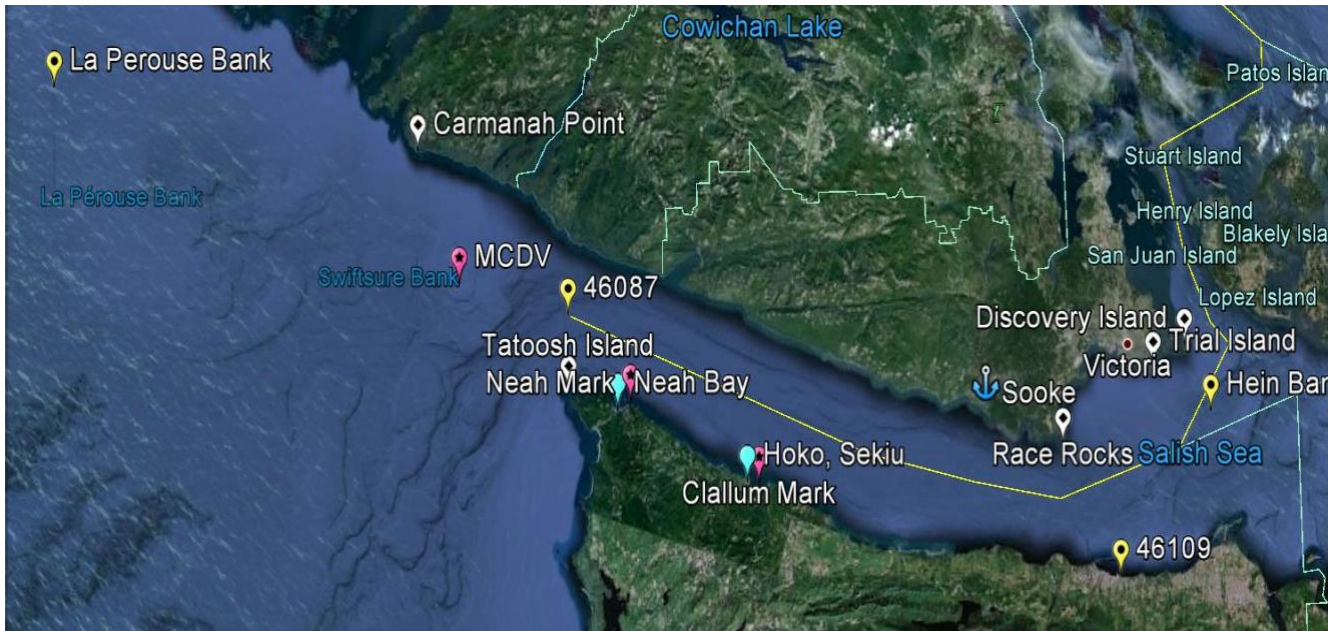 Cowichan Lake
La Perouse Bank
Patos Islan
Carmanah Point
Stuart Island
La Pérouse Bank
Henry Island
Blakely Isla
MCDV
San Juan Island
Swiftsure Bank
46087
Lopez Island
Discovery Island
Tatoosh Island
Trial Island
Victoria
Neah Mark
Neah Bay
Hein Ban
Sooke
Race Rocks
Salish Sea
Hoko, Sekiu
Clallum Mark
46109